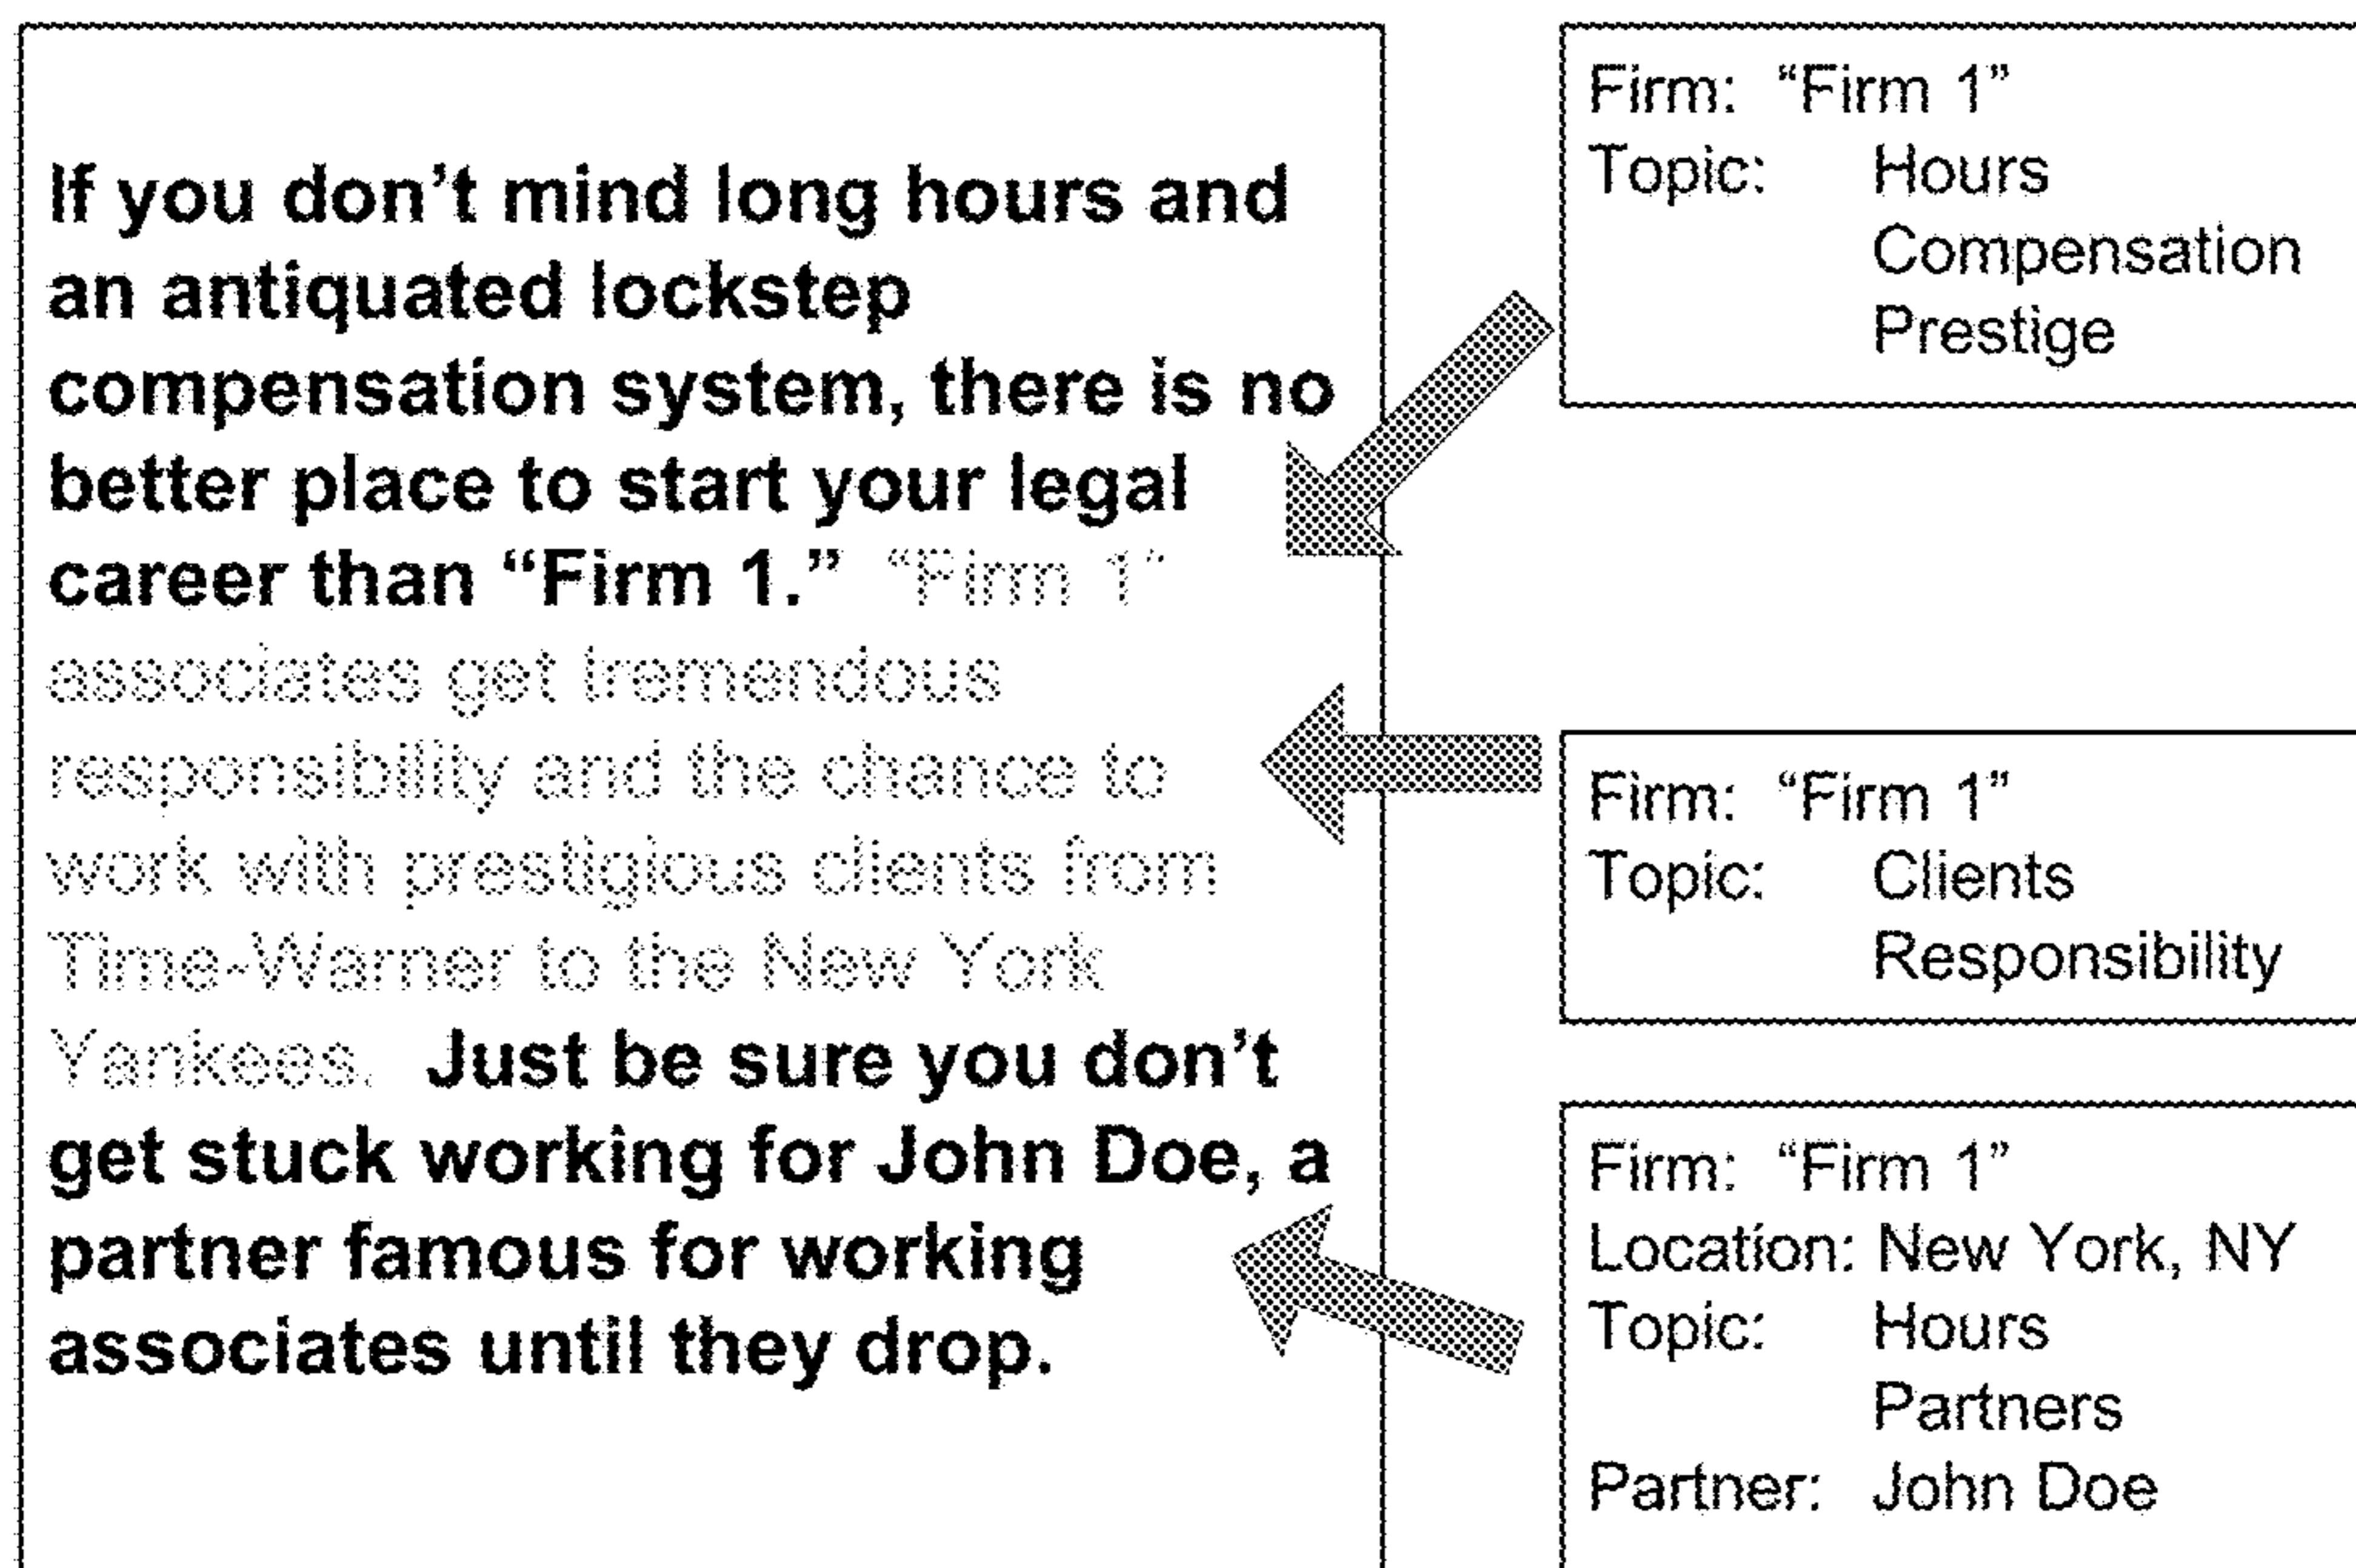 If you don’t mind long hours and
an antiquated lockstep
compensation system, there is no
better place to start your legal
career than “Firm 1.” “Firm 1”
associates get tremendous
responsibility and the chance to
work with prestigious clients from
Time-Warner to the New York
Yankees. Just be sure you don’t
get stuck working for John Doe, a
partner famous for working
associates until they drop.
Firm: “Firm 1”
Topic: Hours
Compensation
Prestige
Firm: “Firm 1”
Topic: Clients
Responsibility
Firm: “Firm 1”
Location: New York, NY
Topic: Hours
Partners
Partner: John Doe